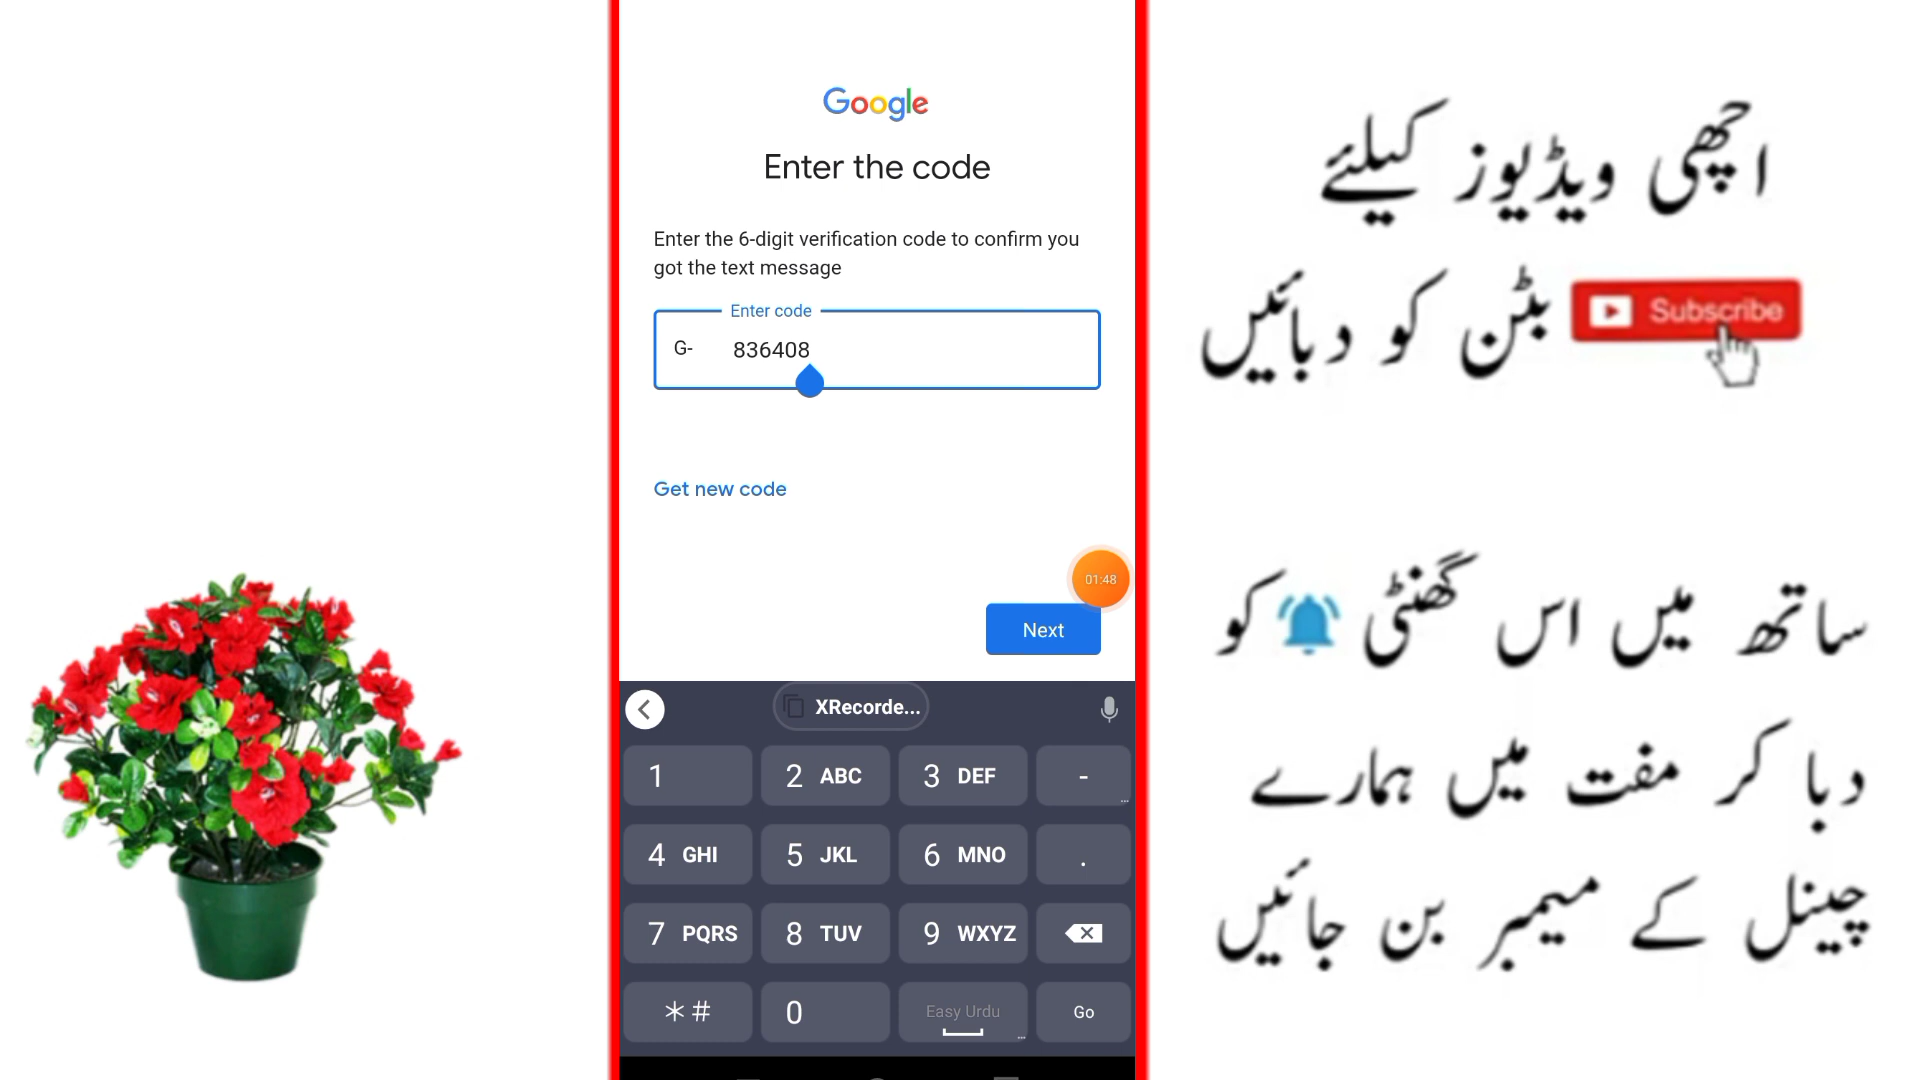 Google
Enter the code
Enter the 6-digit verification code to confirm you
got the text message
Enter code
G- 836408
Get new code
01:48
Next
XRecorde...
1
2 ABC
3 DEF
-
4 GHI
5 JKL
6 MNO
.
7 PQRS
8 TUV
9 WXYZ
*#
0
Easy Urdu
Go
اچھی ویڈیوز کیلئے
Subscribe بٹن کو دبائیں
ساتھ میں اس گھنٹی کو
دبا کر مفت میں ہمارے
چینل کے میمبر بن جائیں